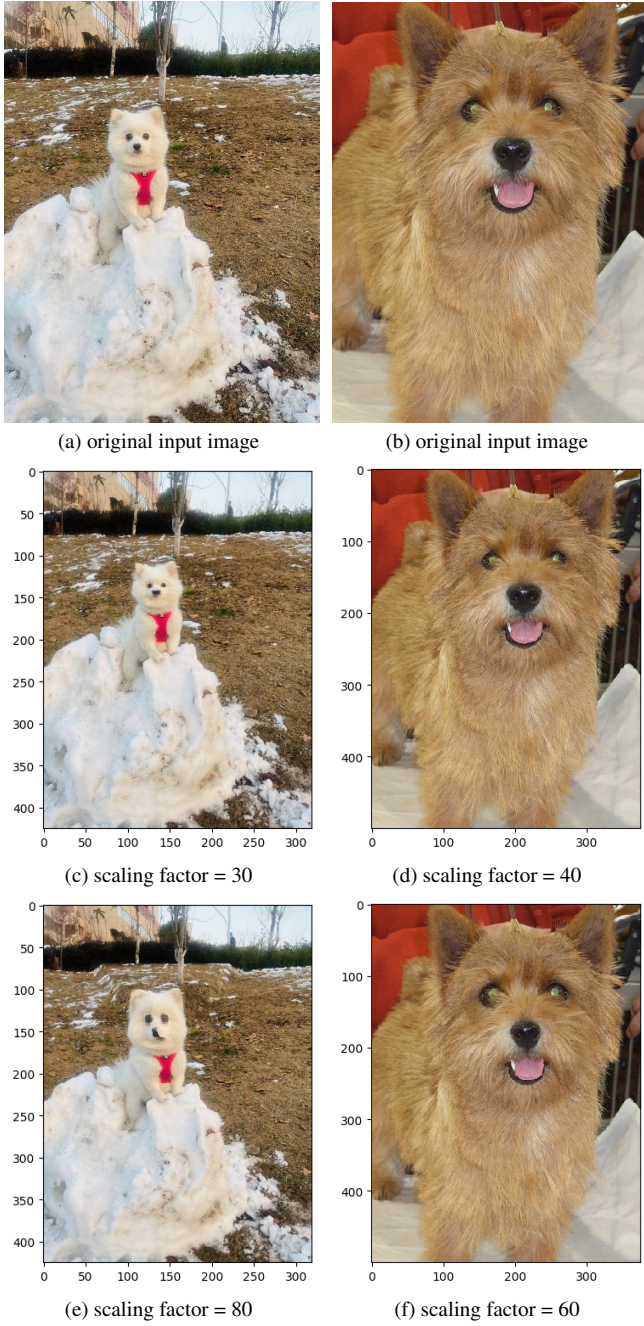 (a) original input image
(b) original input image
0
50
100
150
200
250
300
350
400
0 50 100 150 200 250 300
(c) scaling factor = 30
0
100
200
300
400
0 100 200 300
(d) scaling factor = 40
0
50
100
150
200
250
300
350
400
0 50 100 150 200 250 300
(e) scaling factor = 80
0
100
200
300
400
0 100 200 300
(f) scaling factor = 60